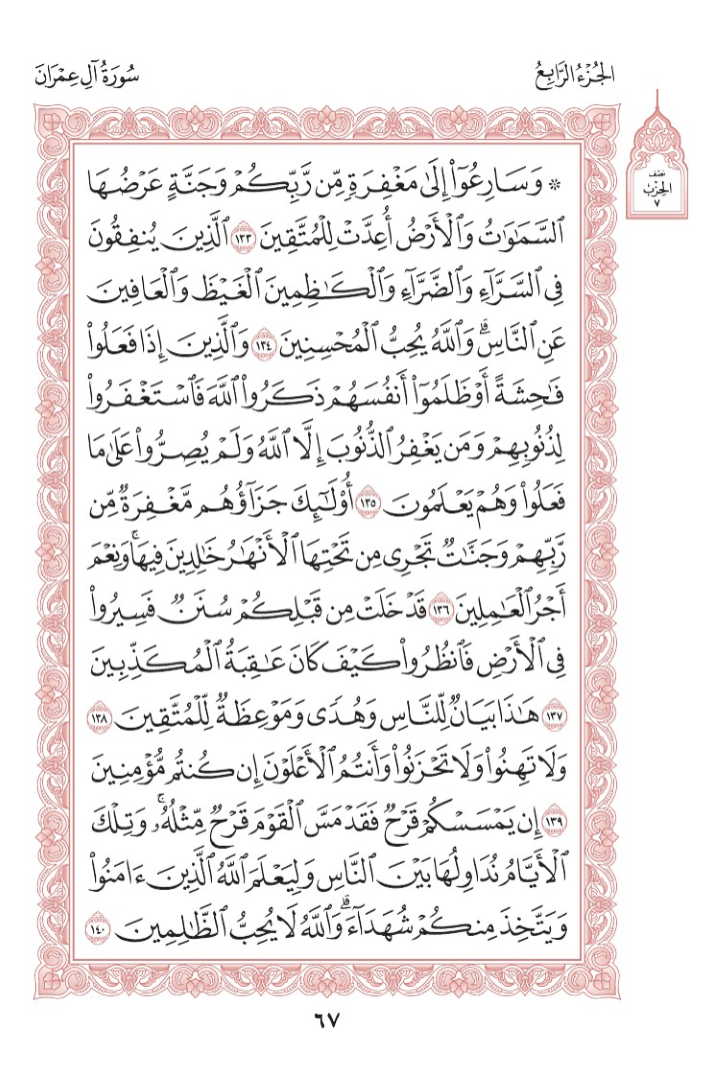 الجُزْءُ الرَّابِعُ
سُورَةُ آلِ عِمْرَانَ
نصف
الحزب
٧
۞ وَسَارِعُوٓاْ إِلَىٰ مَغْفِرَةٖ مِّن رَّبِّكُمْ وَجَنَّةٍ عَرْضُهَا
ٱلسَّمَٰوَٰتُ وَٱلْأَرْضُ أُعِدَّتْ لِلْمُتَّقِينَ ١٣٣ ٱلَّذِينَ يُنفِقُونَ
فِي ٱلسَّرَّآءِ وَٱلضَّرَّآءِ وَٱلْكَٰظِمِينَ ٱلْغَيْظَ وَٱلْعَافِينَ
عَنِ ٱلنَّاسِۗ وَٱللَّهُ يُحِبُّ ٱلْمُحْسِنِينَ ١٣٤ وَٱلَّذِينَ إِذَا فَعَلُواْ
فَٰحِشَةً أَوْ ظَلَمُوٓاْ أَنفُسَهُمْ ذَكَرُواْ ٱللَّهَ فَٱسْتَغْفَرُواْ
لِذُنُوبِهِمْ وَمَن يَغْفِرُ ٱلذُّنُوبَ إِلَّا ٱللَّهُ وَلَمْ يُصِرُّواْ عَلَىٰ مَا
فَعَلُواْ وَهُمْ يَعْلَمُونَ ١٣٥ أُوْلَٰٓئِكَ جَزَآؤُهُم مَّغْفِرَةٞ مِّن
رَّبِّهِمْ وَجَنَّٰتٞ تَجْرِي مِن تَحْتِهَا ٱلْأَنْهَٰرُ خَٰلِدِينَ فِيهَاۚ وَنِعْمَ
أَجْرُ ٱلْعَٰمِلِينَ ١٣٦ قَدْ خَلَتْ مِن قَبْلِكُمْ سُنَنٞ فَسِيرُواْ
فِي ٱلْأَرْضِ فَٱنظُرُواْ كَيْفَ كَانَ عَٰقِبَةُ ٱلْمُكَذِّبِينَ
١٣٧ هَٰذَا بَيَانٞ لِّلنَّاسِ وَهُدٗى وَمَوْعِظَةٞ لِّلْمُتَّقِينَ ١٣٨
وَلَا تَهِنُواْ وَلَا تَحْزَنُواْ وَأَنتُمُ ٱلْأَعْلَوْنَ إِن كُنتُم مُّؤْمِنِينَ
١٣٩ إِن يَمْسَسْكُمْ قَرْحٞ فَقَدْ مَسَّ ٱلْقَوْمَ قَرْحٞ مِّثْلُهُۥۚ وَتِلْكَ
ٱلْأَيَّامُ نُدَاوِلُهَا بَيْنَ ٱلنَّاسِ وَلِيَعْلَمَ ٱللَّهُ ٱلَّذِينَ ءَامَنُواْ
وَيَتَّخِذَ مِنكُمْ شُهَدَآءَۗ وَٱللَّهُ لَا يُحِبُّ ٱلظَّٰلِمِينَ ١٤٠
٦٧